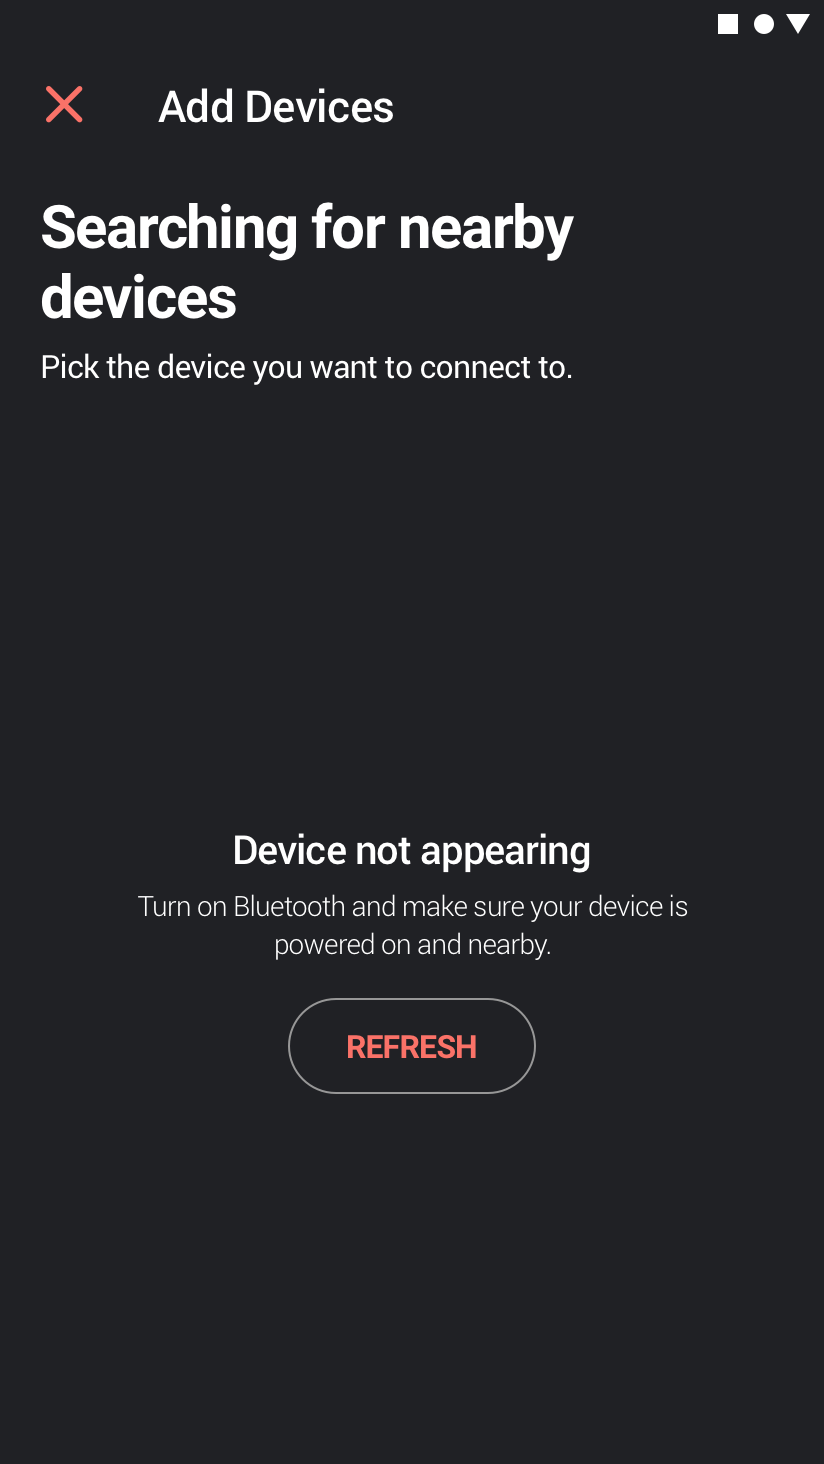 Add Devices
Searching for nearby
devices
Pick the device you want to connect to.
Device not appearing
Turn on Bluetooth and make sure your device is
powered on and nearby.
REFRESH